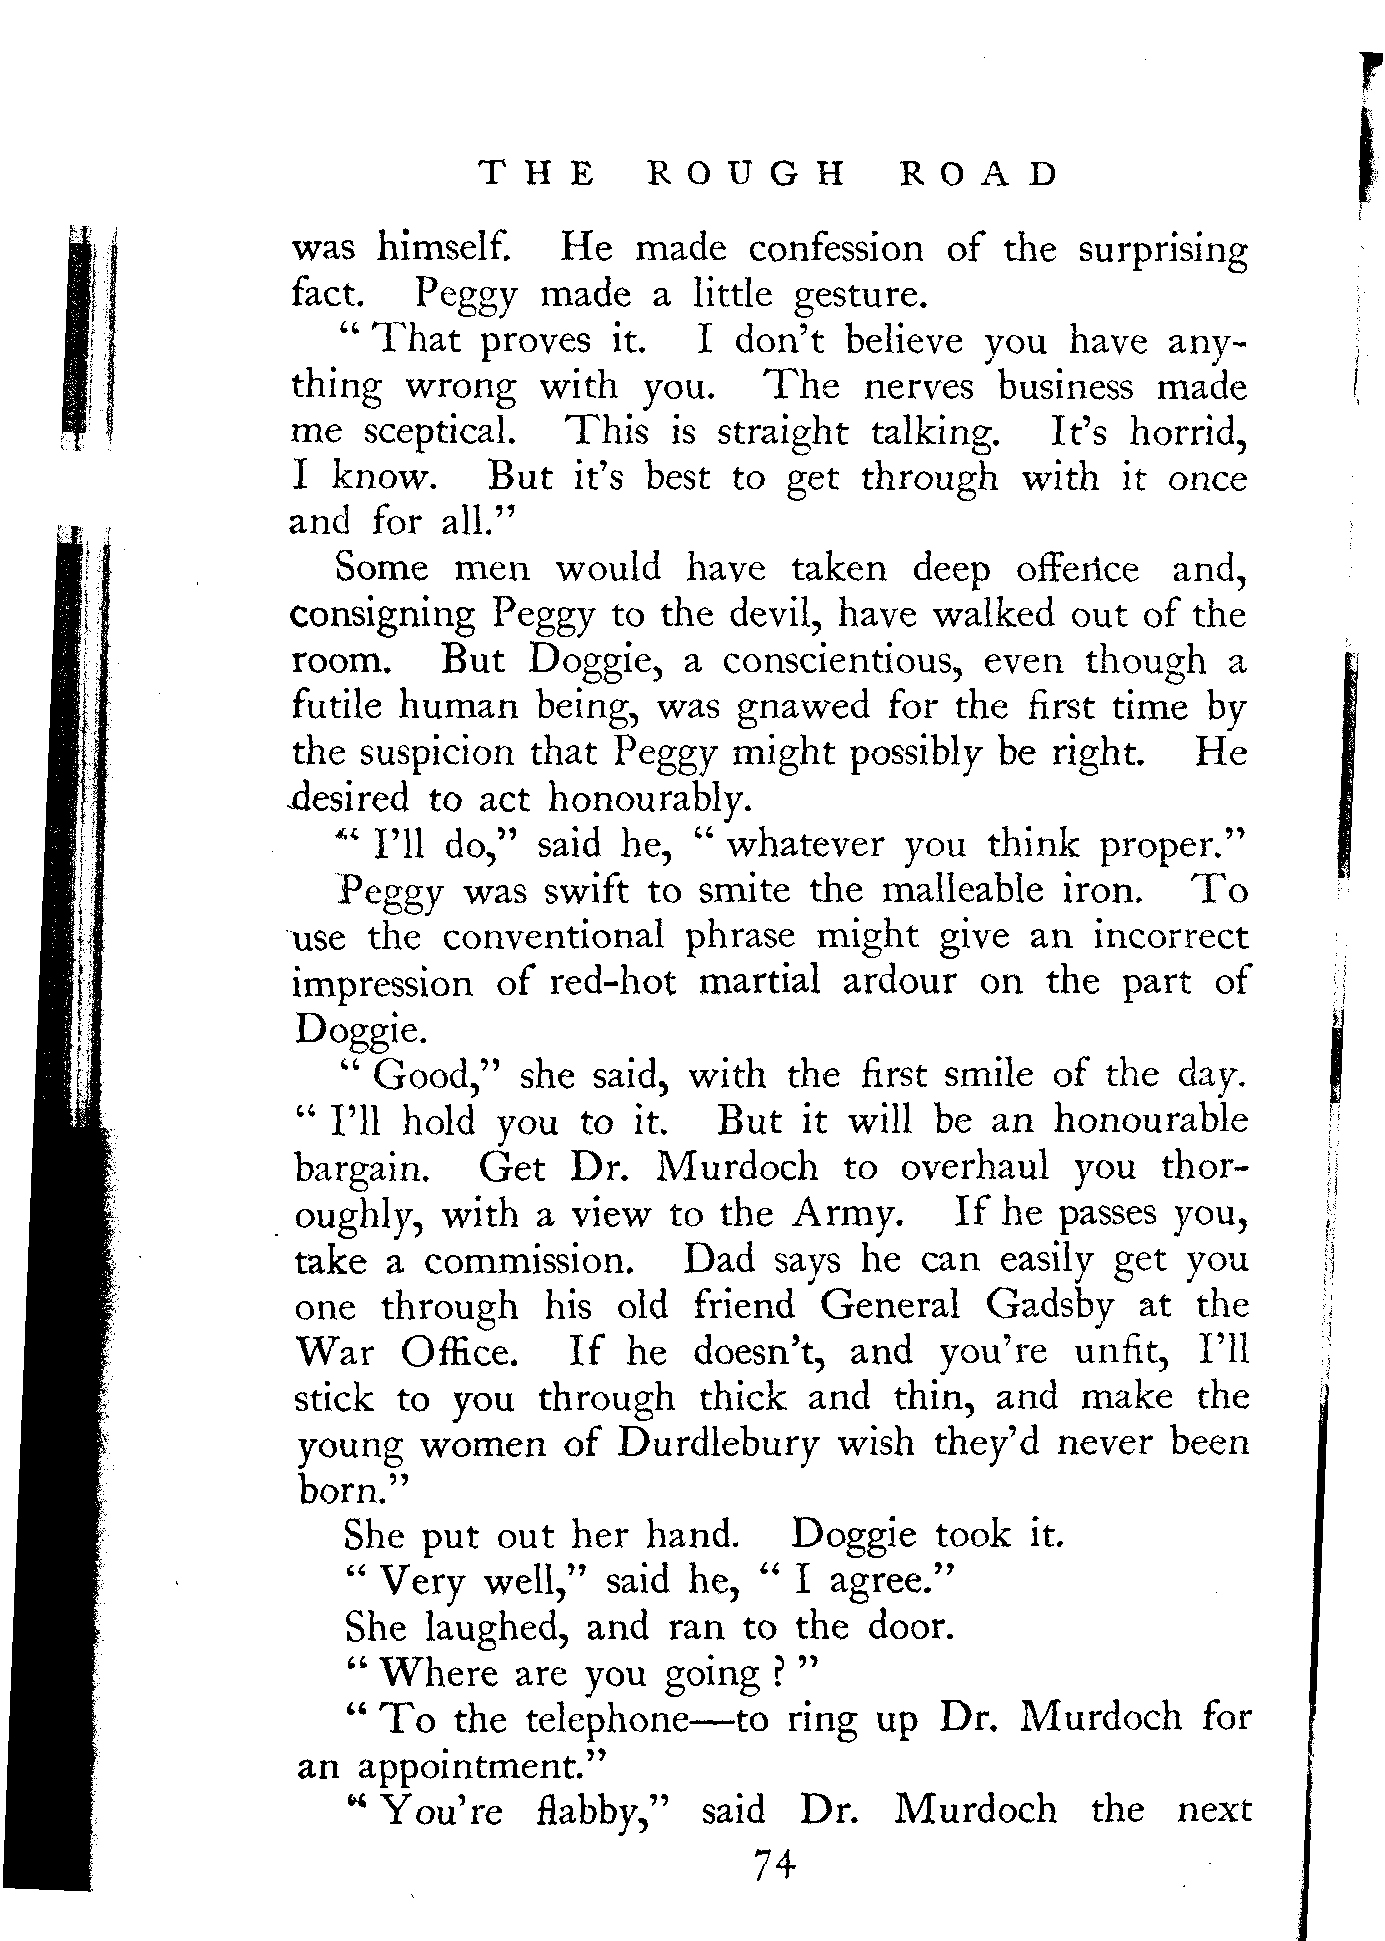 THE ROUGH ROAD
was himself. He made confession of the surprising
fact. Peggy made a little gesture.
“ That proves it. I don’t believe you have any-
thing wrong with you. The nerves business made
me sceptical. This is straight talking. It’s horrid,
I know. But it’s best to get through with it once
and for all.”
Some men would have taken deep offence and,
consigning Peggy to the devil, have walked out of the
room. But Doggie, a conscientious, even though a
futile human being, was gnawed for the first time by
the suspicion that Peggy might possibly be right. He
desired to act honourably.
“ I’ll do,” said he, “ whatever you think proper.”
Peggy was swift to smite the malleable iron. To
use the conventional phrase might give an incorrect
impression of red-hot martial ardour on the part of
Doggie.
“ Good,” she said, with the first smile of the day.
“ I’ll hold you to it. But it will be an honourable
bargain. Get Dr. Murdoch to overhaul you thor-
oughly, with a view to the Army. If he passes you,
take a commission. Dad says he can easily get you
one through his old friend General Gadsby at the
War Office. If he doesn’t, and you’re unfit, I’ll
stick to you through thick and thin, and make the
young women of Durdlebury wish they’d never been
born.”
She put out her hand. Doggie took it.
“ Very well,” said he, “ I agree.”
She laughed, and ran to the door.
“ Where are you going ? ”
“ To the telephone—to ring up Dr. Murdoch for
an appointment.”
“ You’re flabby,” said Dr. Murdoch the next
74